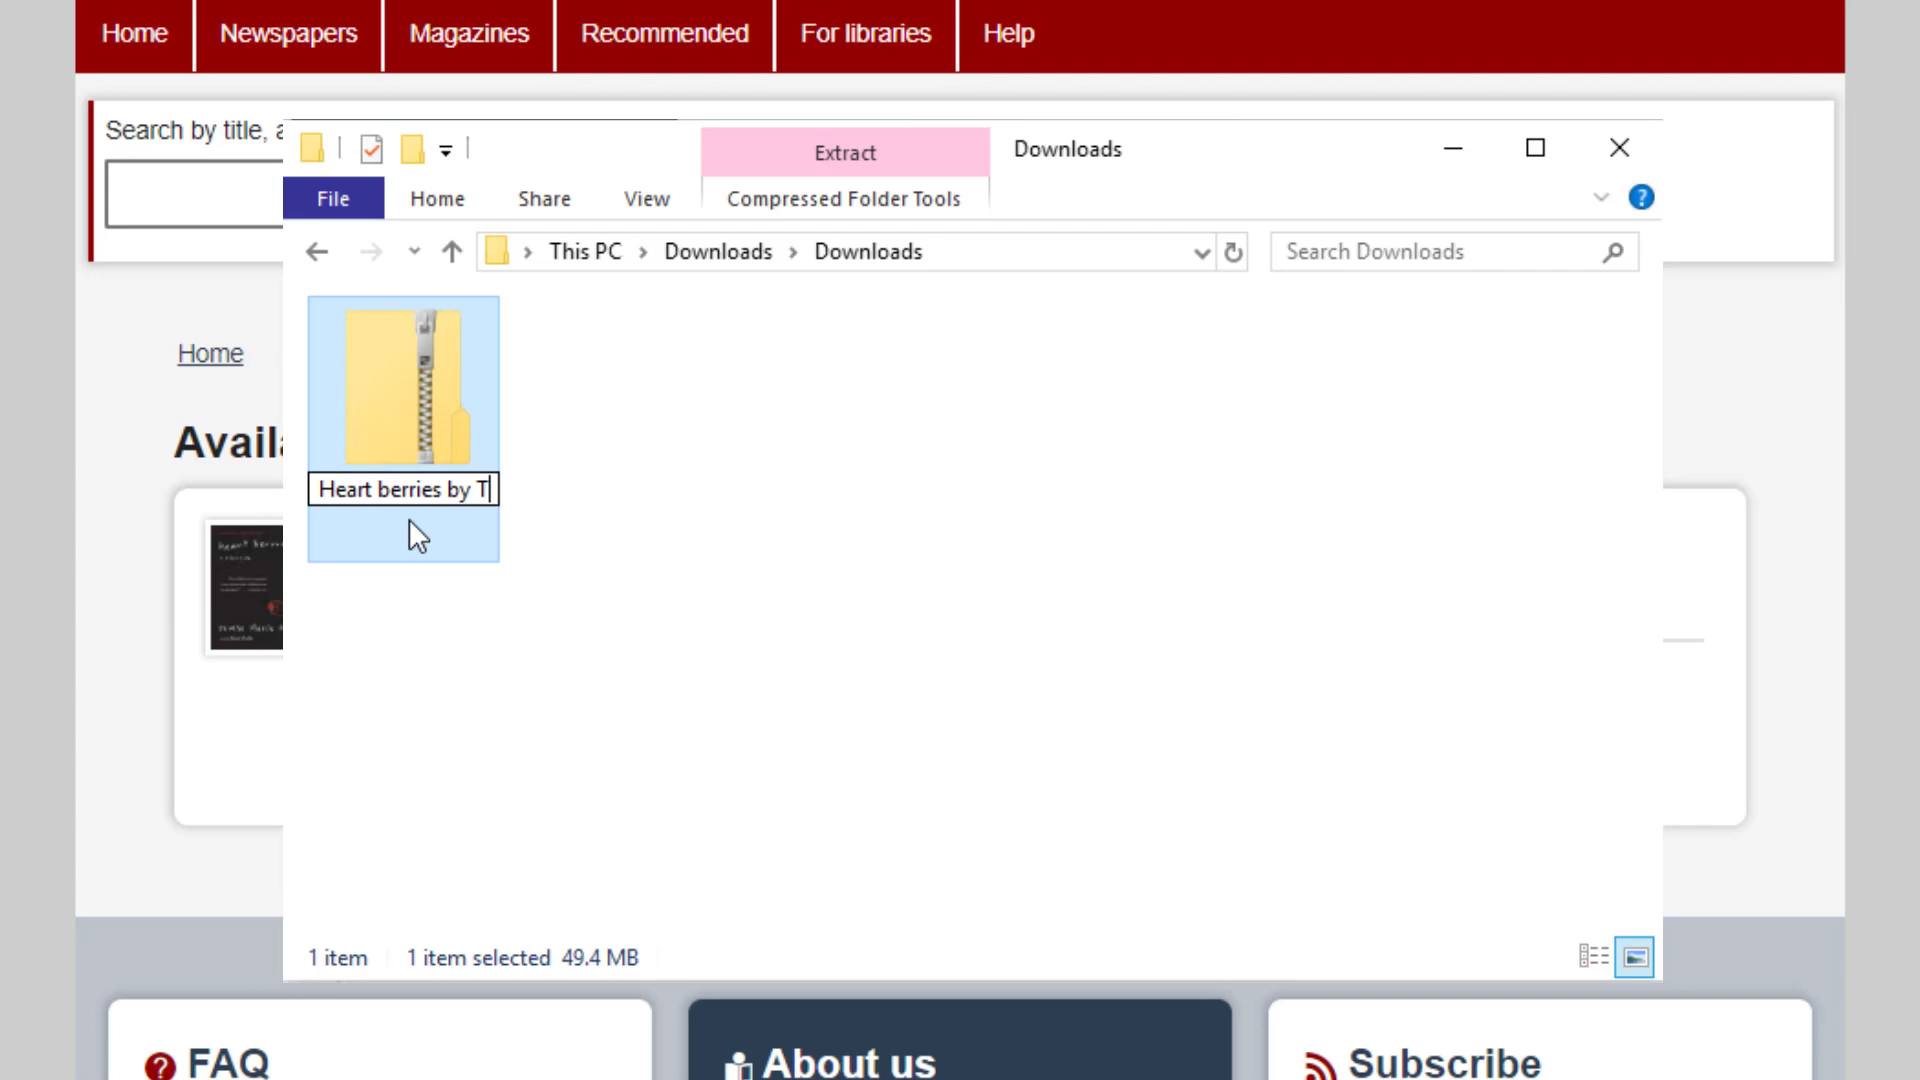 Home Newspapers Magazines Recommended For libraries Help
Search by title,
Extract Downloads
File Home Share View Compressed Folder Tools
This PC > Downloads > Downloads Search Downloads
Home
Heart berries by T
1 item 1 item selected 49.4 MB
FAQ About us Subscribe